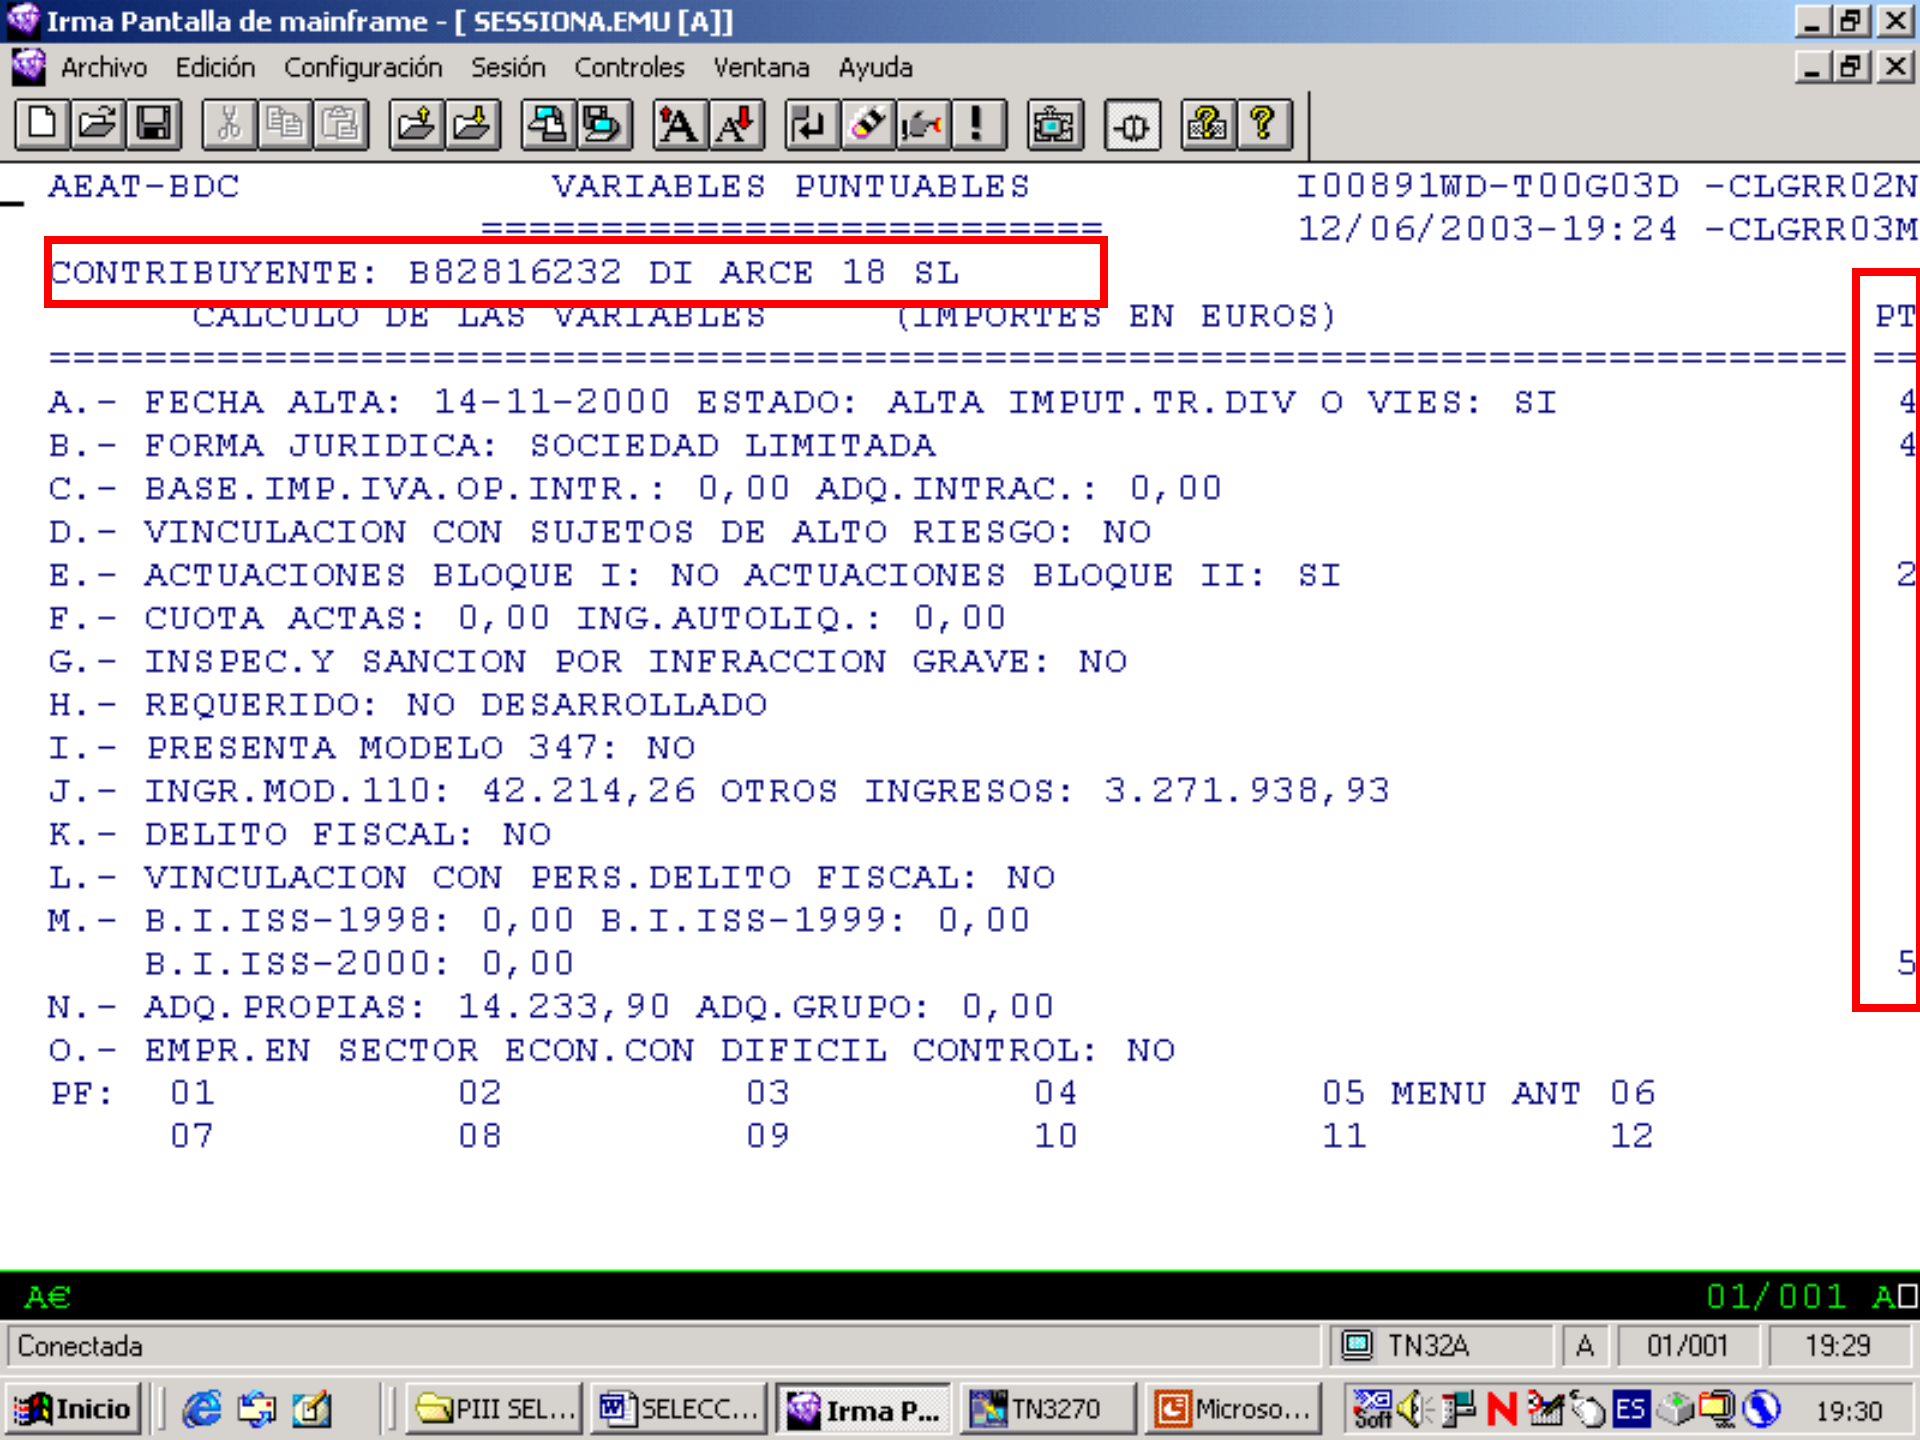 Irma Pantalla de mainframe - [ SESSIONA.EMU [A]]
Archivo Edición Configuración Sesión Controles Ventana Ayuda
AEAT-BDC VARIABLES PUNTUABLES I00891WD-T00G03D -CLGRR02N
========================== 12/06/2003-19:24 -CLGRR03M
CONTRIBUYENTE: B82816232 DI ARCE 18 SL
CALCULO DE LAS VARIABLES (IMPORTES EN EUROS) PT
=========================================================================== ==
A.- FECHA ALTA: 14-11-2000 ESTADO: ALTA IMPUT.TR.DIV O VIES: SI 4
B.- FORMA JURIDICA: SOCIEDAD LIMITADA 4
C.- BASE.IMP.IVA.OP.INTR.: 0,00 ADQ.INTRAC.: 0,00
D.- VINCULACION CON SUJETOS DE ALTO RIESGO: NO
E.- ACTUACIONES BLOQUE I: NO ACTUACIONES BLOQUE II: SI 2
F.- CUOTA ACTAS: 0,00 ING.AUTOLIQ.: 0,00
G.- INSPEC.Y SANCION POR INFRACCION GRAVE: NO
H.- REQUERIDO: NO DESARROLLADO
I.- PRESENTA MODELO 347: NO
J.- INGR.MOD.110: 42.214,26 OTROS INGRESOS: 3.271.938,93
K.- DELITO FISCAL: NO
L.- VINCULACION CON PERS.DELITO FISCAL: NO
M.- B.I.ISS-1998: 0,00 B.I.ISS-1999: 0,00
B.I.ISS-2000: 0,00 5
N.- ADQ.PROPIAS: 14.233,90 ADQ.GRUPO: 0,00
O.- EMPR.EN SECTOR ECON.CON DIFICIL CONTROL: NO
PF: 01 02 03 04 05 MENU ANT 06
07 08 09 10 11 12
A€ 01/001 A
Conectada TN32A A 01/001 19:29
Inicio PIII SEL... SELECC... Irma P... TN3270 Microso... Soft N ES 19:30